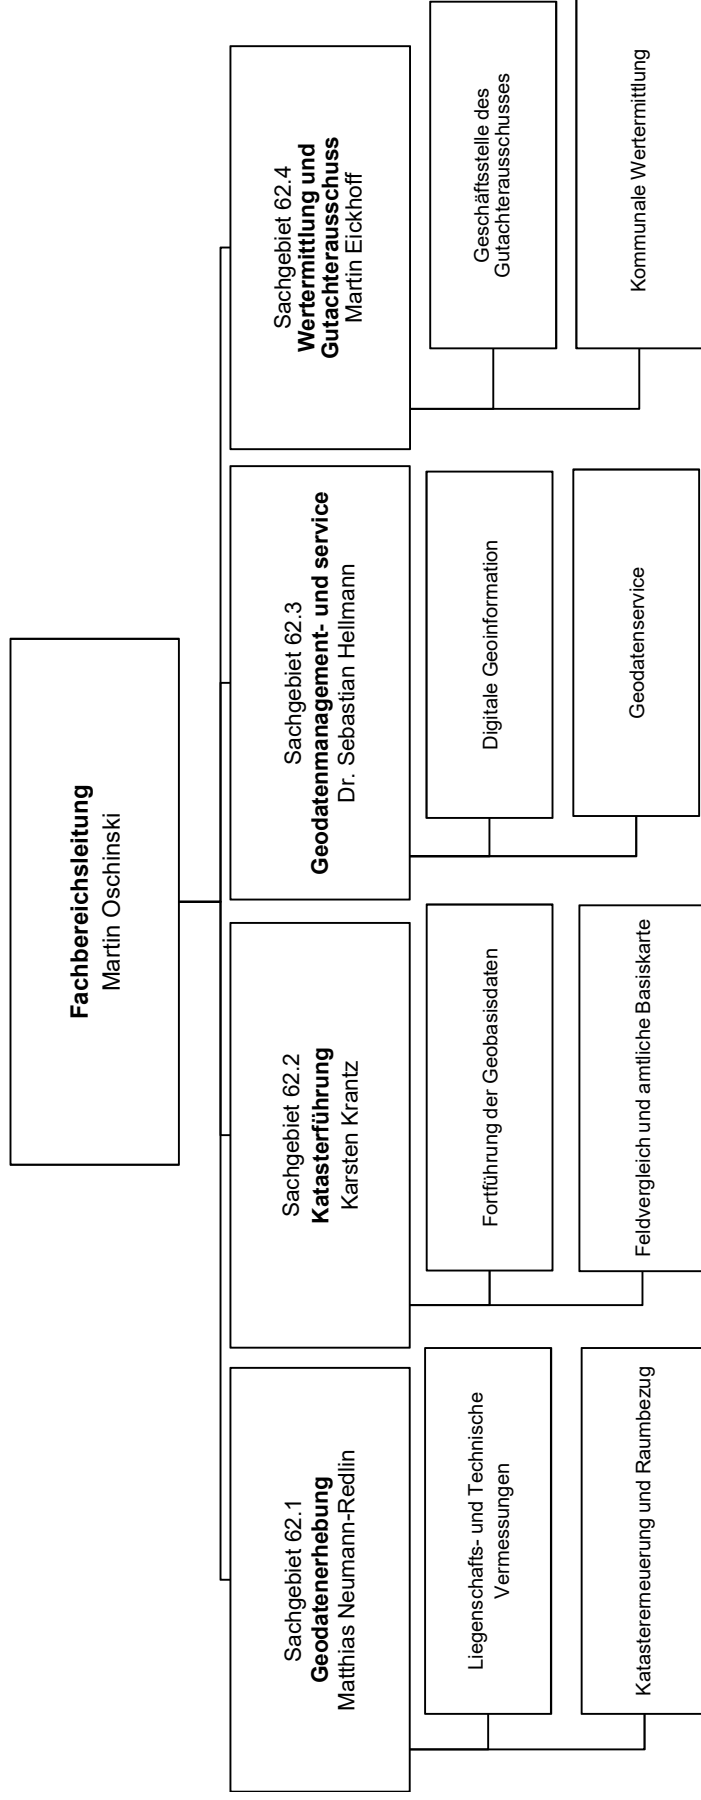 Fachbereichsleitung
Martin Oschinski
Sachgebiet 62.1
Geodatenerhebung
Matthias Neumann-Redlin
Liegenschafts- und Technische
Vermessungen
Katastererneuerung und Raumbezug
Sachgebiet 62.2
Katasterführung
Karsten Krantz
Fortführung der Geobasisdaten
Feldvergleich und amtliche Basiskarte
Sachgebiet 62.3
Geodatenmanagement- und service
Dr. Sebastian Hellmann
Digitale Geoinformation
Geodatenservice
Sachgebiet 62.4
Wertermittlung und
Gutachterausschuss
Martin Eickhoff
Geschäftsstelle des
Gutachterausschusses
Kommunale Wertermittlung